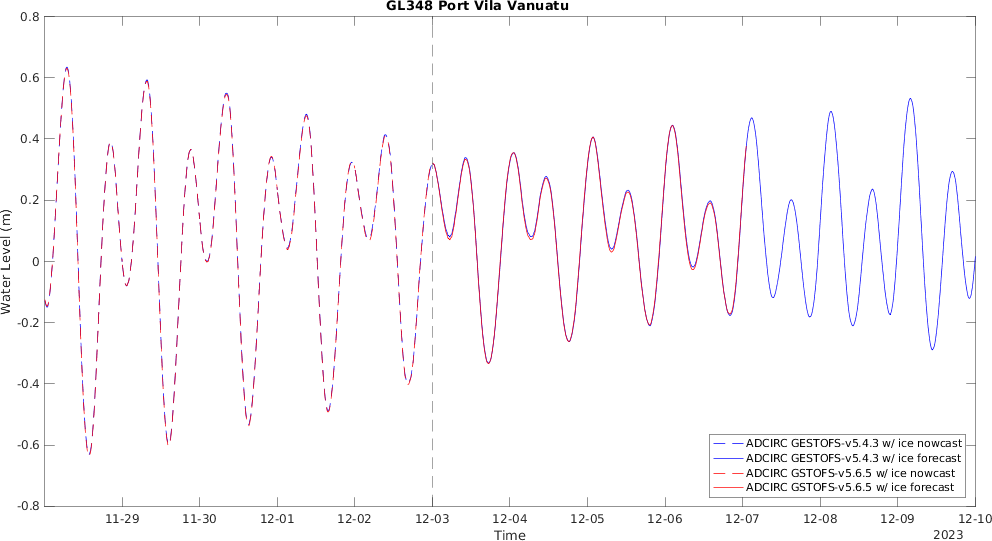 GL348 Port Vila Vanuatu
0.8
0.6
0.4
0.2
0
-0.2
-0.4
-0.6
-0.8
Water Level (m)
ADCIRC GESTOFS-v5.4.3 w/ ice nowcast
ADCIRC GESTOFS-v5.4.3 w/ ice forecast
ADCIRC GSTOFS-v5.6.5 w/ ice nowcast
ADCIRC GSTOFS-v5.6.5 w/ ice forecast
11-29 11-30 12-01 12-02 12-03 12-04 12-05 12-06 12-07 12-08 12-09 12-10
Time
2023